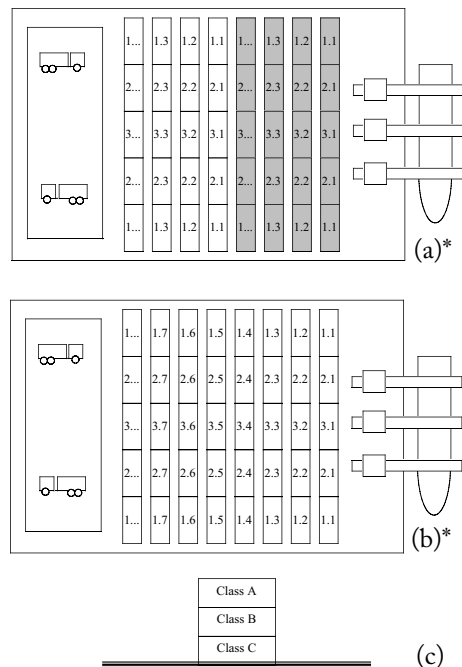 1... 1.3 1.2 1.1 1... 1.3 1.2 1.1
2... 2.3 2.2 2.1 2... 2.3 2.2 2.1
3... 3.3 3.2 3.1 3... 3.3 3.2 3.1
2... 2.3 2.2 2.1 2... 2.3 2.2 2.1
1... 1.3 1.2 1.1 1... 1.3 1.2 1.1
(a)*
1... 1.7 1.6 1.5 1.4 1.3 1.2 1.1
2... 2.7 2.6 2.5 2.4 2.3 2.2 2.1
3... 3.7 3.6 3.5 3.4 3.3 3.2 3.1
2... 2.7 2.6 2.5 2.4 2.3 2.2 2.1
1... 1.7 1.6 1.5 1.4 1.3 1.2 1.1
(b)*
Class A
Class B
Class C
(c)